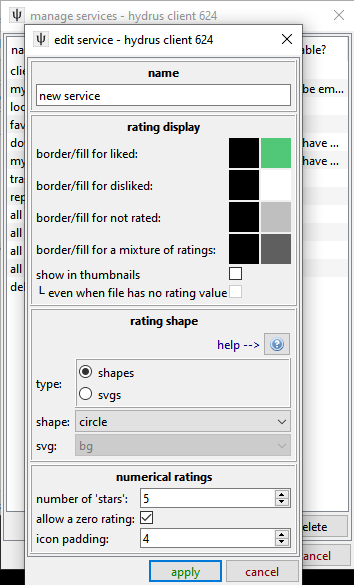 manage services - hydrus client 624
edit service - hydrus client 624
able?
name
new service
rating display
border/fill for liked:
border/fill for disliked:
border/fill for not rated:
border/fill for a mixture of ratings:
show in thumbnails
└ even when file has no rating value
rating shape
help -->
type:
shapes
svgs
shape:
circle
svg:
bg
numerical ratings
number of 'stars':
5
allow a zero rating:
icon padding:
4
apply
cancel
na
clie
my
be em...
loc
fav
do
have ...
my
have ...
tra
rep
all
all
all
del
elete
ancel